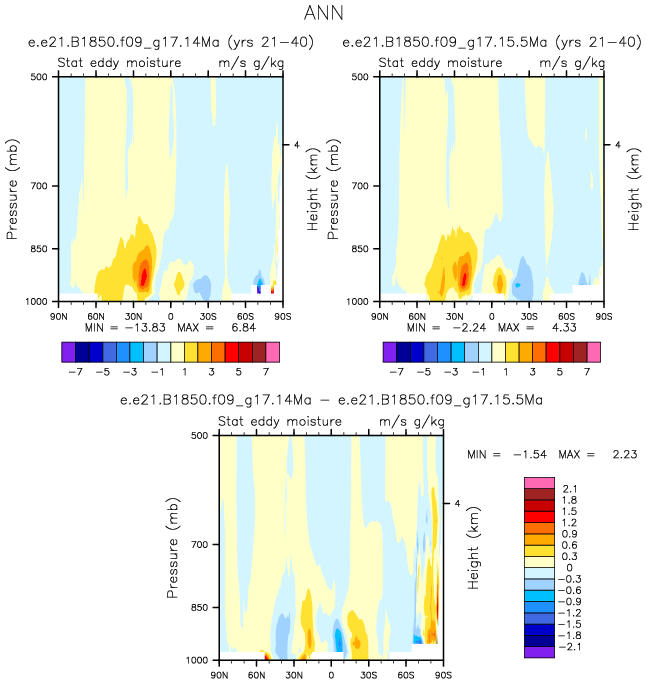 ANN
e.e21.B1850.f09_g17.14Ma (yrs 21-40)
Stat eddy moisture m/s g/kg
500
700
850
1000
Pressure (mb)
4
Height (km)
90N 60N 30N 0 30S 60S 90S
MIN = -13.83 MAX = 6.84
-7 -5 -3 -1 1 3 5 7
e.e21.B1850.f09_g17.15.5Ma (yrs 21-40)
Stat eddy moisture m/s g/kg
500
700
850
1000
Pressure (mb)
4
Height (km)
90N 60N 30N 0 30S 60S 90S
MIN = -2.24 MAX = 4.33
-7 -5 -3 -1 1 3 5 7
e.e21.B1850.f09_g17.14Ma - e.e21.B1850.f09_g17.15.5Ma
Stat eddy moisture m/s g/kg
500
700
850
1000
Pressure (mb)
4
Height (km)
90N 60N 30N 0 30S 60S 90S
MIN = -1.54 MAX = 2.23
2.1
1.8
1.5
1.2
0.9
0.6
0.3
0
-0.3
-0.6
-0.9
-1.2
-1.5
-1.8
-2.1